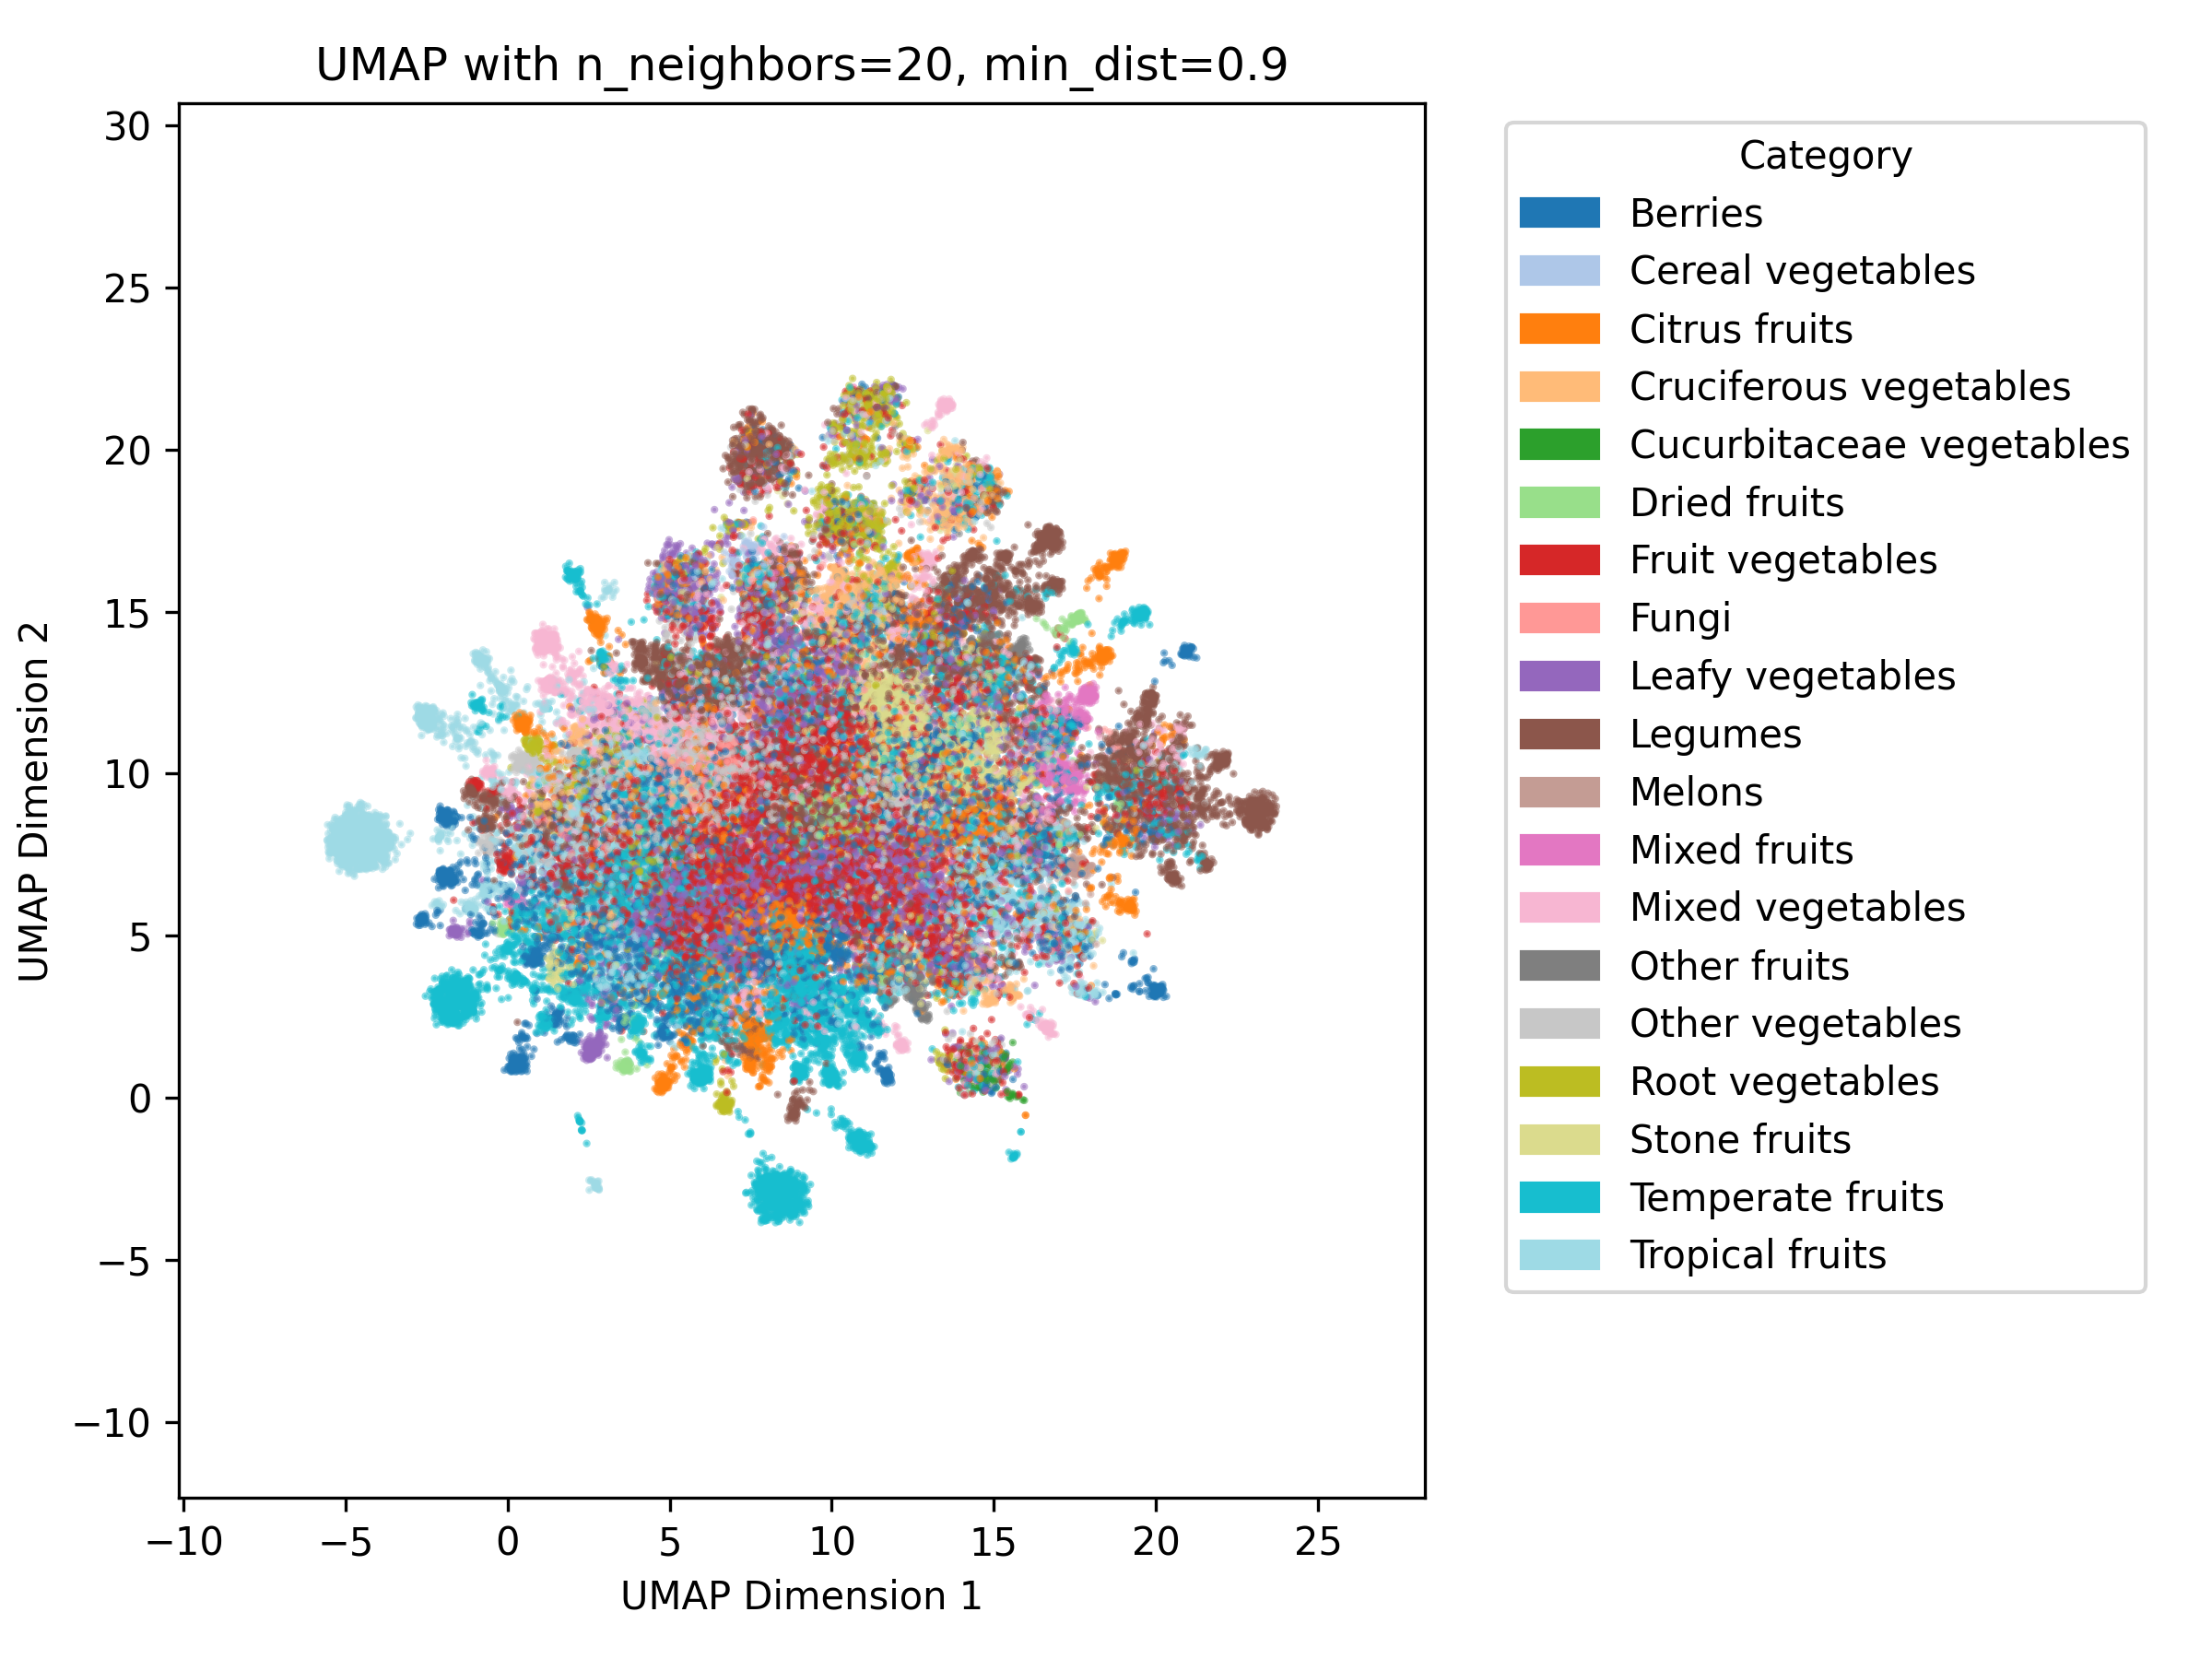 UMAP with n_neighbors=20, min_dist=0.9
30
25
20
15
10
5
0
−5
−10
UMAP Dimension 2
−10 −5 0 5 10 15 20 25
UMAP Dimension 1
Category
Berries
Cereal vegetables
Citrus fruits
Cruciferous vegetables
Cucurbitaceae vegetables
Dried fruits
Fruit vegetables
Fungi
Leafy vegetables
Legumes
Melons
Mixed fruits
Mixed vegetables
Other fruits
Other vegetables
Root vegetables
Stone fruits
Temperate fruits
Tropical fruits